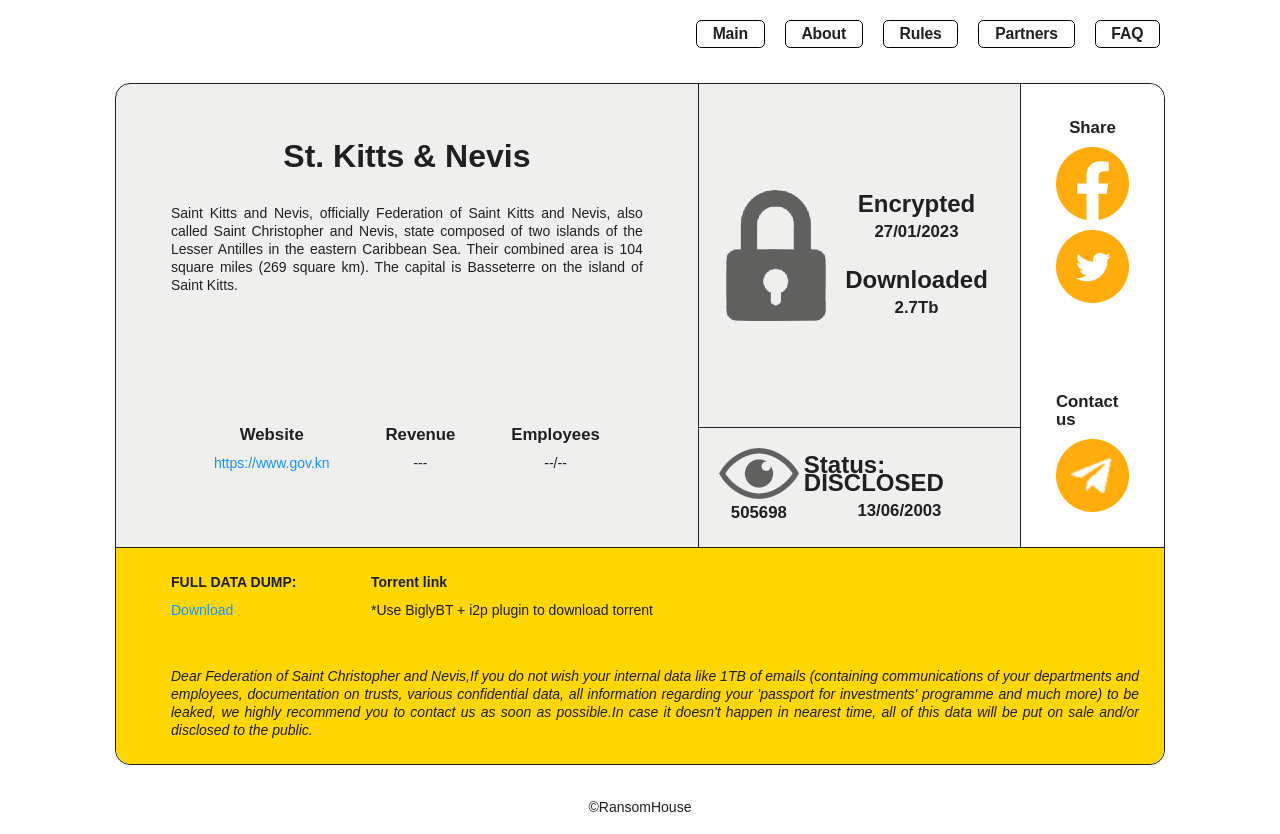 Main About Rules Partners FAQ
St. Kitts & Nevis
Saint Kitts and Nevis, officially Federation of Saint Kitts and Nevis, also
called Saint Christopher and Nevis, state composed of two islands of the
Lesser Antilles in the eastern Caribbean Sea. Their combined area is 104
square miles (269 square km). The capital is Basseterre on the island of
Saint Kitts.
Website Revenue Employees
https://www.gov.kn --- --/--
Encrypted
27/01/2023
Downloaded
2.7Tb
Status:
DISCLOSED
505698 13/06/2003
Share
Contact
us
FULL DATA DUMP: Torrent link
Download *Use BiglyBT + i2p plugin to download torrent
Dear Federation of Saint Christopher and Nevis,If you do not wish your internal data like 1TB of emails (containing communications of your departments and
employees, documentation on trusts, various confidential data, all information regarding your 'passport for investments' programme and much more) to be
leaked, we highly recommend you to contact us as soon as possible.In case it doesn't happen in nearest time, all of this data will be put on sale and/or
disclosed to the public.
©RansomHouse